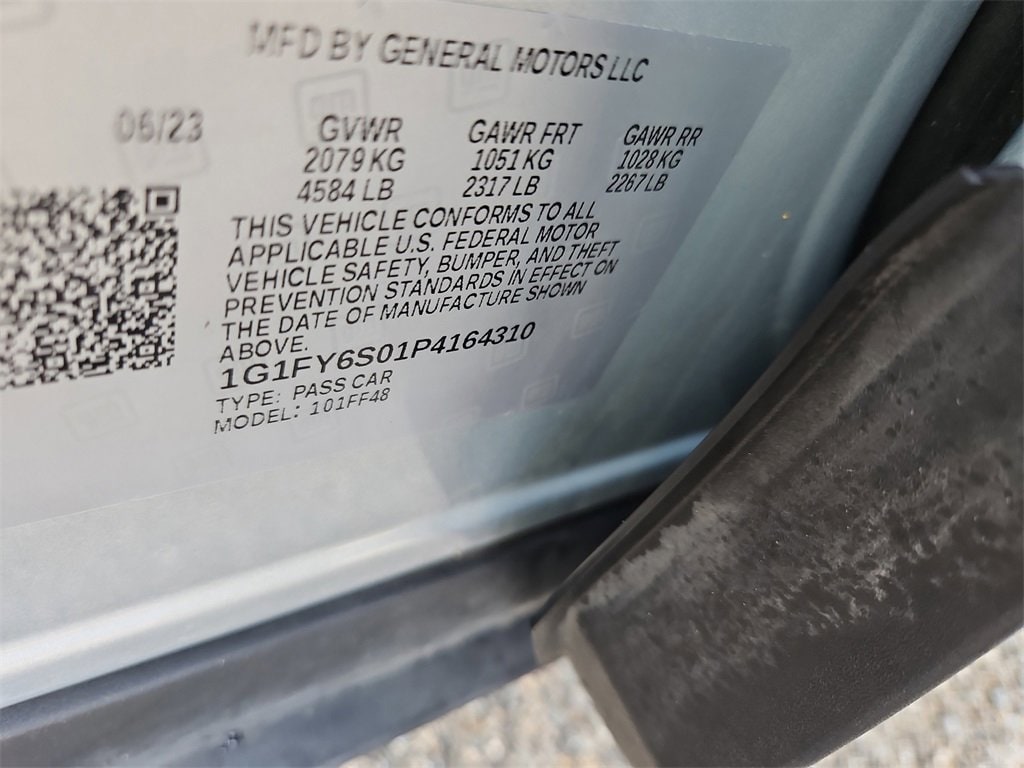 MFD BY GENERAL MOTORS LLC
06/23 GVWR GAWR FRT GAWR RR
2079 KG 1051 KG 1028 KG
4584 LB 2317 LB 2267 LB
THIS VEHICLE CONFORMS TO ALL
APPLICABLE U.S. FEDERAL MOTOR
VEHICLE SAFETY, BUMPER, AND THEFT
PREVENTION STANDARDS IN EFFECT ON
THE DATE OF MANUFACTURE SHOWN
ABOVE.
1G1FY6S01P4164310
TYPE: PASS CAR
MODEL: 101FF48